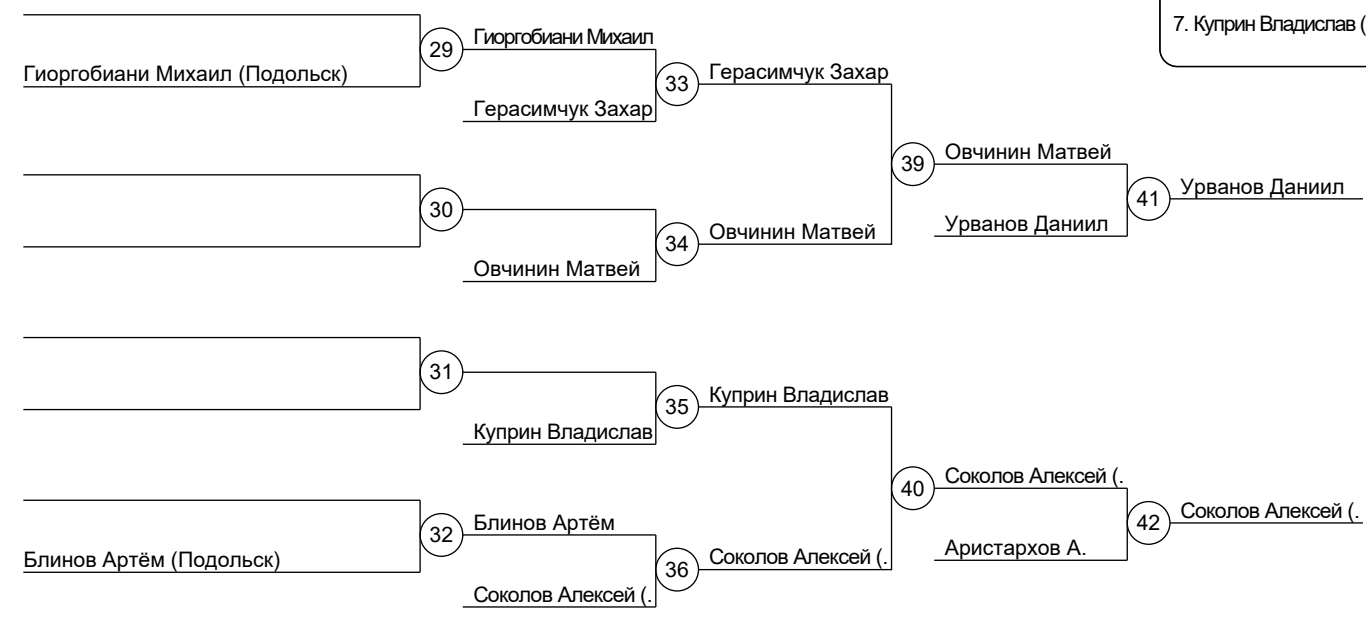 7. Куприн Владислав (
29
Гиоргобиани Михаил
Гиоргобиани Михаил (Подольск)
33
Герасимчук Захар
Герасимчук Захар
39
Овчинин Матвей
41
Урванов Даниил
30
34
Овчинин Матвей
Урванов Даниил
Овчинин Матвей
31
35
Куприн Владислав
Куприн Владислав
40
Соколов Алексей (.
42
Соколов Алексей (.
32
Блинов Артём
Блинов Артём (Подольск)
36
Соколов Алексей (.
Аристархов А.
Соколов Алексей (.